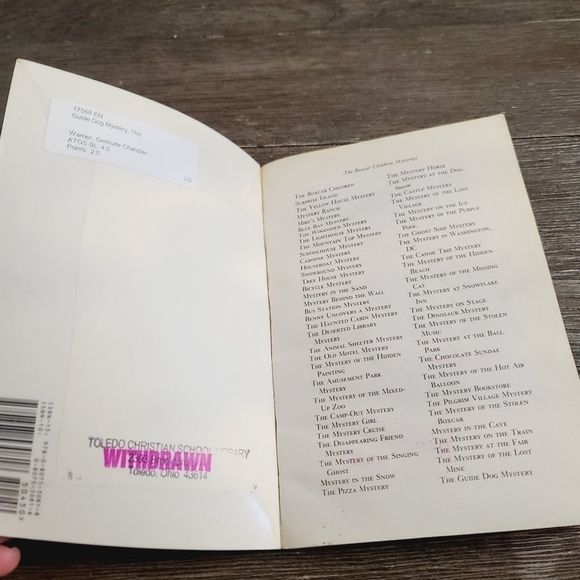 17568 EN
Guide Dog Mystery, The
Warner, Gertrude Chandler
ATOS BL 4.0
Points: 2.0
LG
TOLEDO CHRISTIAN SCHOOL LIBRARY
WITHDRAWN
Toledo, Ohio 43614
50450>
The Boxcar Children Mysteries
THE BOXCAR CHILDREN
SURPRISE ISLAND
THE YELLOW HOUSE MYSTERY
MYSTERY RANCH
MIKE'S MYSTERY
BLUE BAY MYSTERY
THE WOODSHED MYSTERY
THE LIGHTHOUSE MYSTERY
THE MOUNTAIN TOP MYSTERY
SCHOOLHOUSE MYSTERY
CABOOSE MYSTERY
HOUSEBOAT MYSTERY
SNOWBOUND MYSTERY
TREE HOUSE MYSTERY
BICYCLE MYSTERY
MYSTERY IN THE SAND
MYSTERY BEHIND THE WALL
BUS STATION MYSTERY
BENNY UNCOVERS A MYSTERY
THE HAUNTED CABIN MYSTERY
THE DESERTED LIBRARY
MYSTERY
THE ANIMAL SHELTER MYSTERY
THE OLD MOTEL MYSTERY
THE MYSTERY OF THE HIDDEN
PAINTING
THE AMUSEMENT PARK
MYSTERY
THE MYSTERY OF THE MIXED-
UP ZOO
THE CAMP-OUT MYSTERY
THE MYSTERY GIRL
THE MYSTERY CRUISE
THE DISAPPEARING FRIEND
MYSTERY
THE MYSTERY OF THE SINGING
GHOST
MYSTERY IN THE SNOW
THE PIZZA MYSTERY
THE MYSTERY HORSE
THE MYSTERY AT THE DOG
SHOW
THE CASTLE MYSTERY
THE MYSTERY OF THE LOST
VILLAGE
THE MYSTERY ON THE ICE
THE MYSTERY OF THE PURPLE
POOL
THE GHOST SHIP MYSTERY
THE MYSTERY IN WASHINGTON,
DC
THE CANOE TRIP MYSTERY
THE MYSTERY OF THE HIDDEN
BEACH
THE MYSTERY OF THE MISSING
CAT
THE MYSTERY AT SNOWFLAKE
INN
THE MYSTERY ON STAGE
THE DINOSAUR MYSTERY
THE MYSTERY OF THE STOLEN
MUSIC
THE MYSTERY AT THE BALL
PARK
THE CHOCOLATE SUNDAE
MYSTERY
THE MYSTERY OF THE HOT AIR
BALLOON
THE MYSTERY BOOKSTORE
THE PILGRIM VILLAGE MYSTERY
THE MYSTERY OF THE STOLEN
BOXCAR
MYSTERY IN THE CAVE
THE MYSTERY ON THE TRAIN
THE MYSTERY AT THE FAIR
THE MYSTERY OF THE LOST
MINE
THE GUIDE DOG MYSTERY